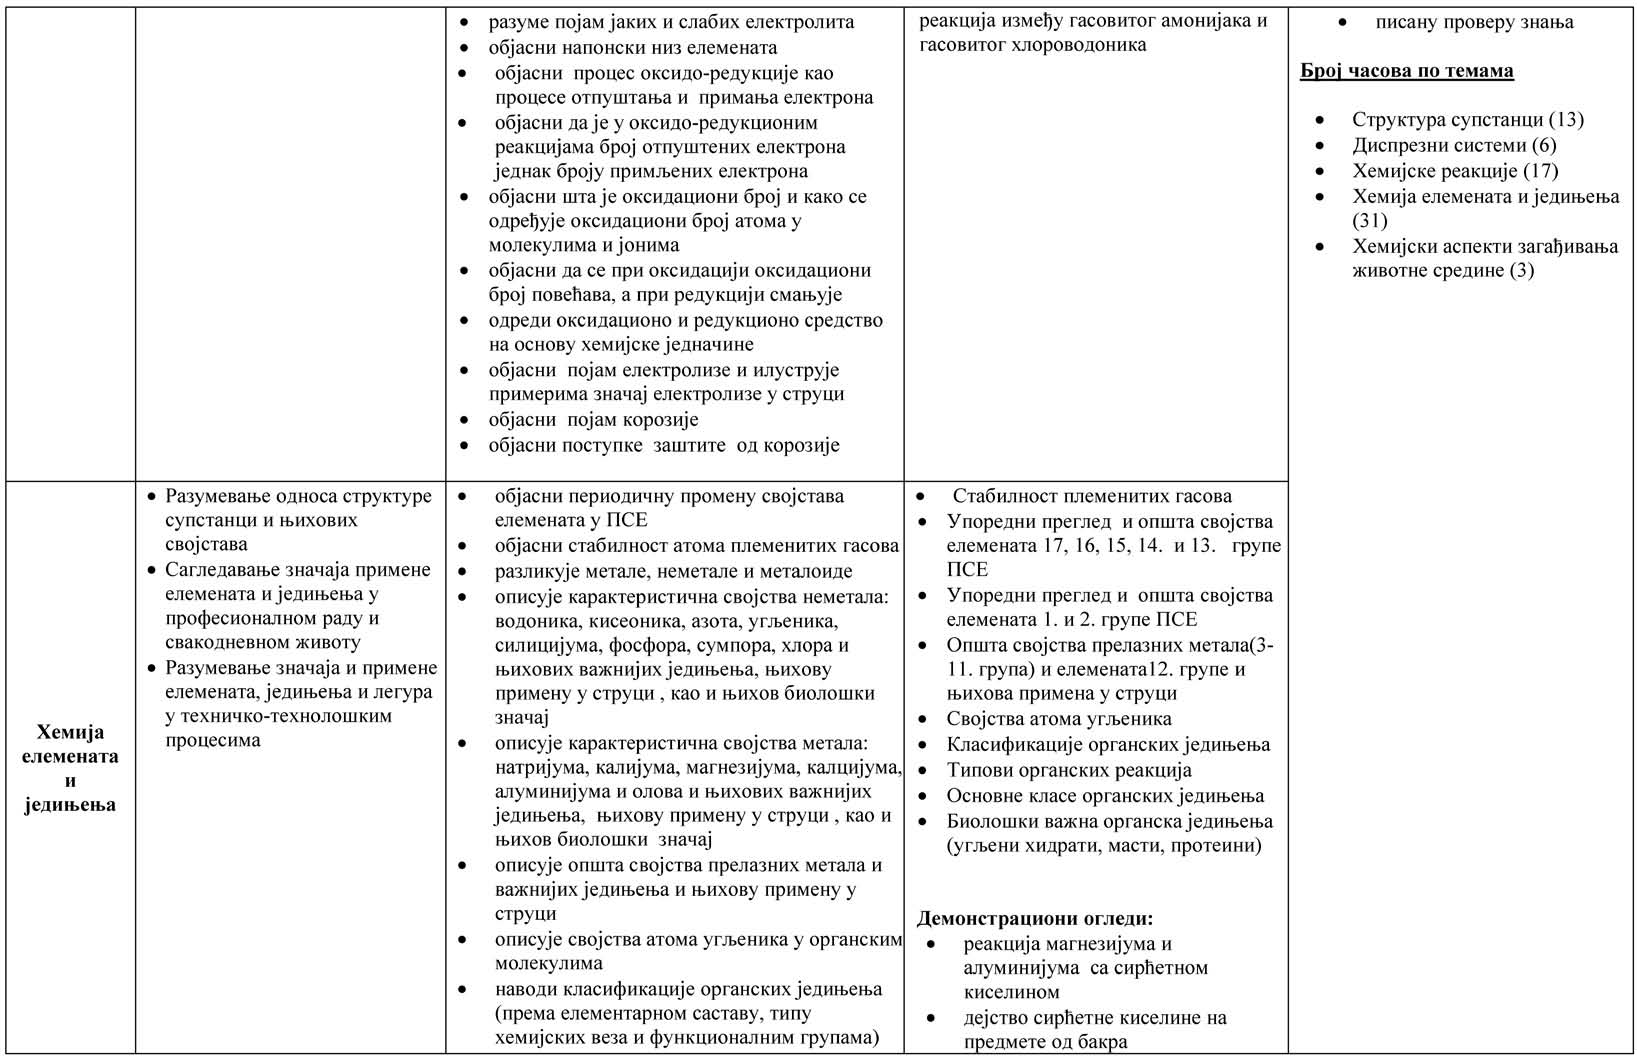 • разуме појам јаких и слабих електролита
• објасни напонски низ елемената
• објасни процес оксидо-редукције као
процесе отпуштања и примања електрона
• објасни да је у оксидо-редукционим
реакцијама број отпуштених електрона
једнак броју примљених електрона
• објасни шта је оксидациони број и како се
одређује оксидациони број атома у
молекулима и јонима
• објасни да се при оксидацији оксидациони
број повећава, а при редукцији смањује
• одреди оксидационо и редукционо средство
на основу хемијске једначине
• објасни појам електролизе и илуструје
примерима значај електролизе у струци
• објасни појам корозије
• објасни поступке заштите од корозије
реакција између гасовитог амонијака и
гасовитог хлороводоника
• писану проверу знања
Број часова по темама
• Структура супстанци (13)
• Диспрезни системи (6)
• Хемијске реакције (17)
• Хемија елемената и једињења
(31)
• Хемијски аспекти загађивања
животне средине (3)
Хемија
елемената
и
једињења
• Разумевање односа структуре
супстанци и њихових
својстава
• Сагледавање значаја примене
елемената и једињења у
професионалном раду и
свакодневном животу
• Разумевање значаја и примене
елемената, једињења и легура
у техничко-технолошким
процесима
• објасни периодичну промену својстава
елемената у ПСЕ
• објасни стабилност атома племенитих гасова
• разликује метале, неметале и металоиде
• описује карактеристична својства неметала:
водоника, кисеоника, азота, угљеника,
силицијума, фосфора, сумпора, хлора и
њихових важнијих једињења, њихову
примену у струци , као и њихов биолошки
значај
• описује карактеристична својства метала:
натријума, калијума, магнезијума, калцијума,
алуминијума и олова и њихових важнијих
једињења, њихову примену у струци , као и
њихов биолошки значај
• описује општа својства прелазних метала и
важнијих једињења и њихову примену у
струци
• описује својства атома угљеника у органским
молекулима
• наводи класификације органских једињења
(према елементарном саставу, типу
хемијских веза и функционалним групама)
• Стабилност племенитих гасова
• Упоредни преглед и општа својства
елемената 17, 16, 15, 14. и 13. групе
ПСЕ
• Упоредни преглед и општа својства
елемената 1. и 2. групе ПСЕ
• Општа својства прелазних метала(3-
11. група) и елемената12. групе и
њихова примена у струци
• Својства атома угљеника
• Класификације органских једињења
• Типови органских реакција
• Основне класе органских једињења
• Биолошки важна органска једињења
(угљени хидрати, масти, протеини)
Демонстрациони огледи:
• реакција магнезијума и
алуминијума са сирћетном
киселином
• дејство сирћетне киселине на
предмете од бакра